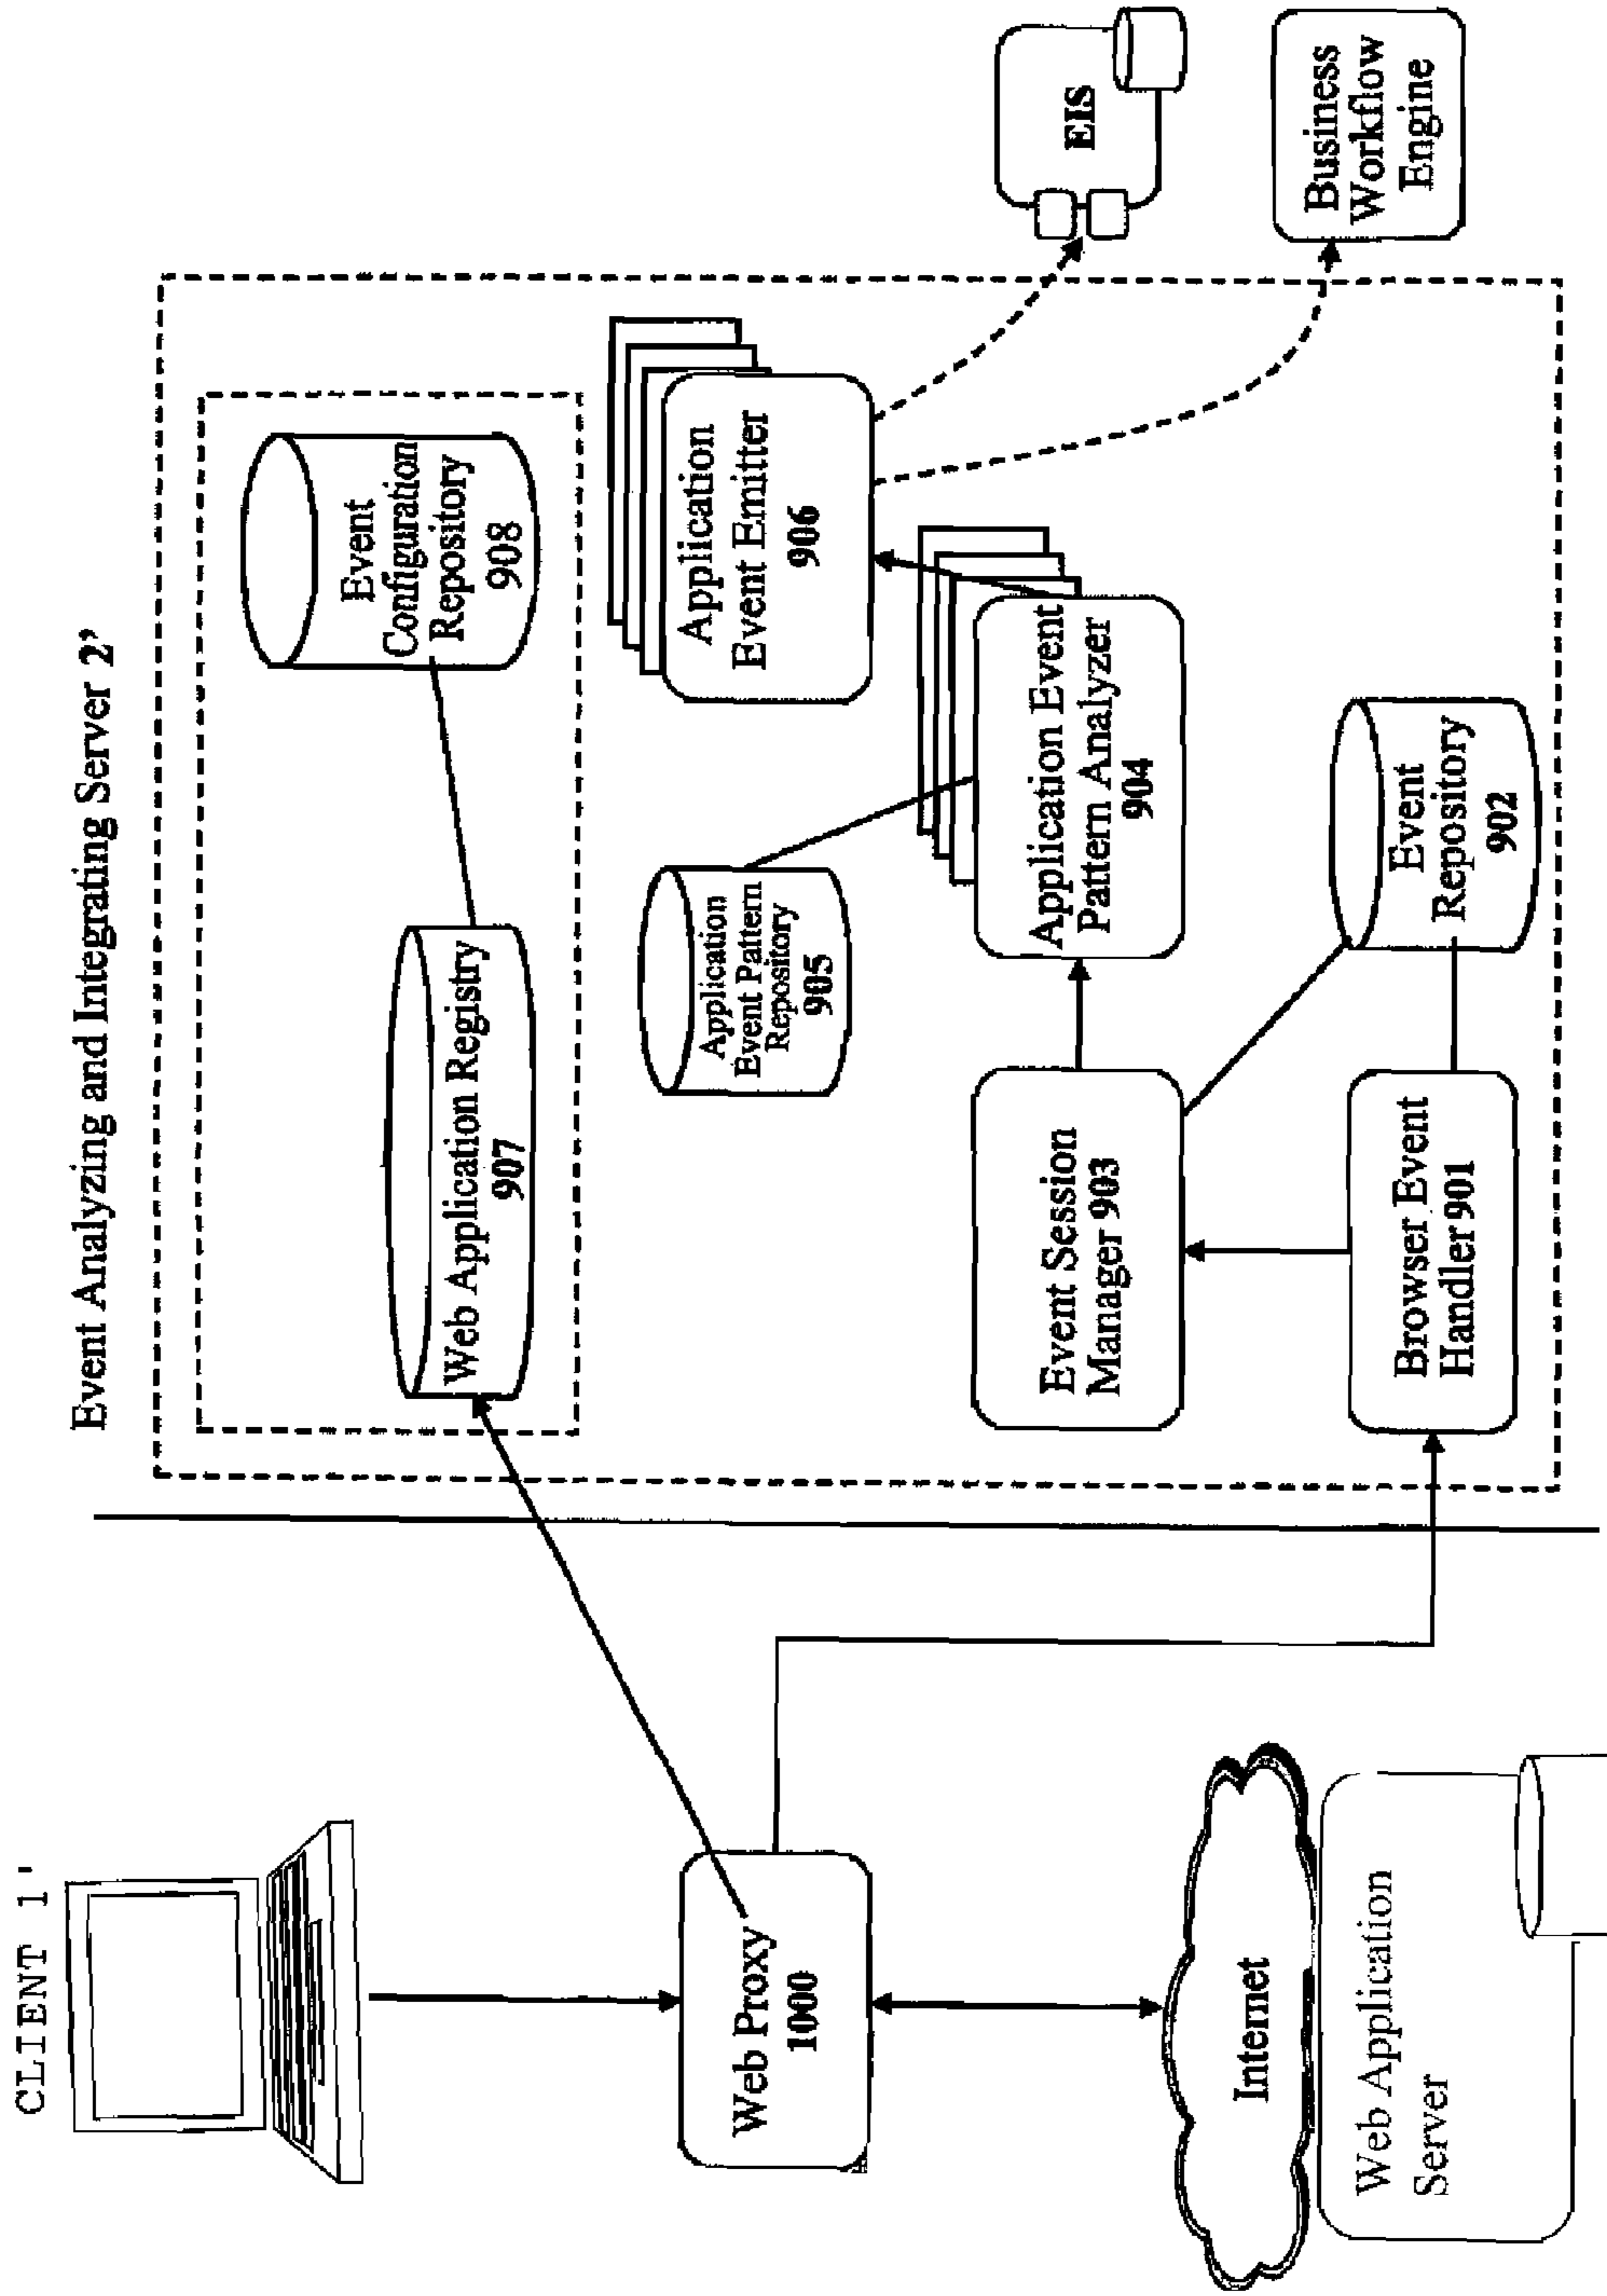 CLIENT 1'
Event Analyzing and Integrating Server 2’
Web Proxy
1000
Internet
Web Application
Server
Web Application Registry
907
Event
Configuration
Repository
908
Application
Event Pattern
Repository
905
Application
Event Emitter
906
Event Session
Manager 903
Application Event
Pattern Analyzer
904
Browser Event
Handler 901
Event
Repository
902
EIS
Business
Workflow
Engine